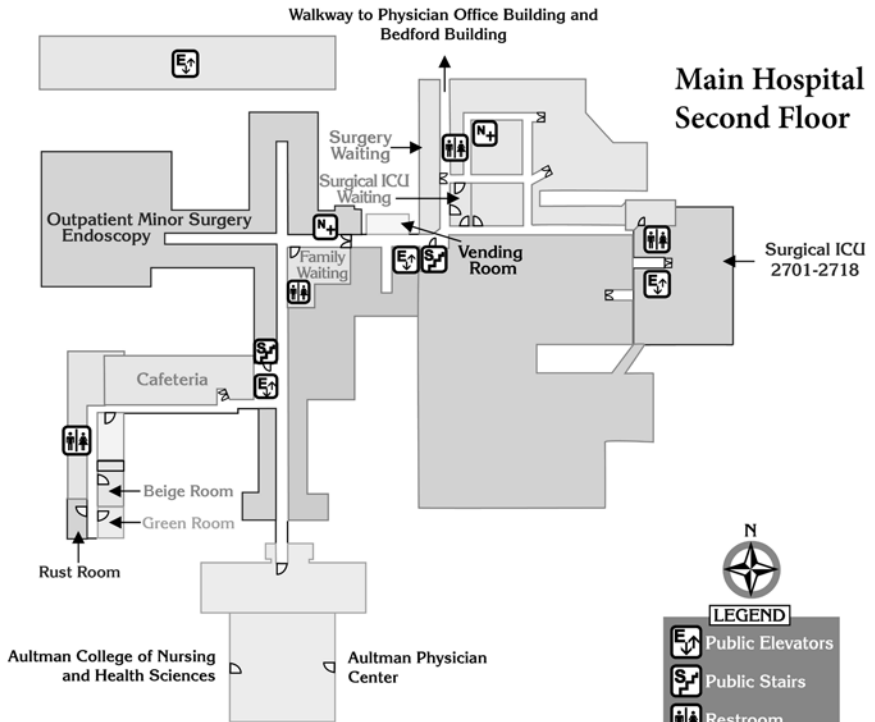 Walkway to Physician Office Building and
Bedford Building
Main Hospital
Second Floor
E
Surgery
Waiting
N+
Surgical ICU
Waiting
Outpatient Minor Surgery
Endoscopy
N+
Family
Waiting
E
S
Vending
Room
E
Surgical ICU
2701-2718
S
E
Cafeteria
Beige Room
Green Room
Rust Room
N
LEGEND
E Public Elevators
S Public Stairs
Restroom
Aultman College of Nursing
and Health Sciences
Aultman Physician
Center